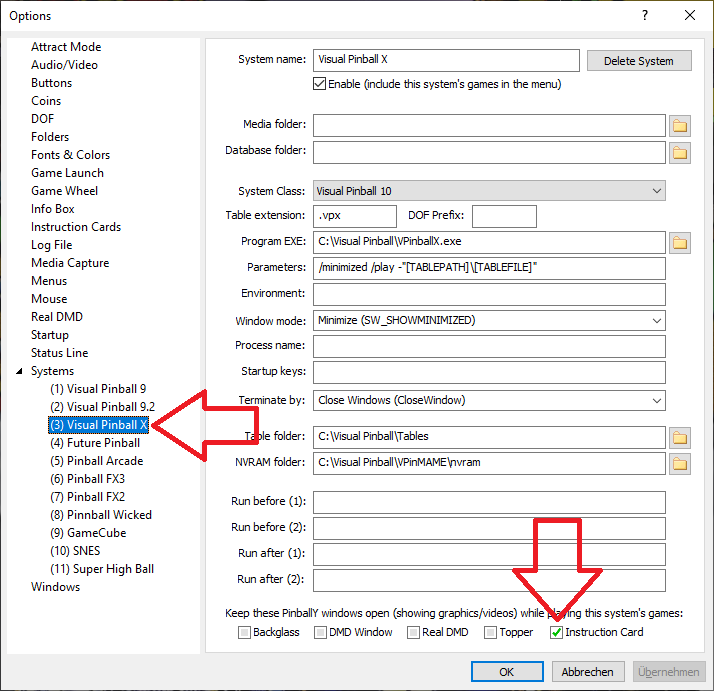 Options
?
Attract Mode
Audio/Video
Buttons
Coins
DOF
Folders
Fonts & Colors
Game Launch
Game Wheel
Info Box
Instruction Cards
Log File
Media Capture
Menus
Mouse
Real DMD
Startup
Status Line
Systems
(1) Visual Pinball 9
(2) Visual Pinball 9.2
(3) Visual Pinball X
(4) Future Pinball
(5) Pinball Arcade
(6) Pinball FX3
(7) Pinball FX2
(8) Pinnball Wicked
(9) GameCube
(10) SNES
(11) Super High Ball
Windows
System name: Visual Pinball X Delete System
Enable (include this system's games in the menu)
Media folder:
Database folder:
System Class: Visual Pinball 10
Table extension: .vpx DOF Prefix:
Program EXE: C:\Visual Pinball\VPinballX.exe
Parameters: /minimized /play -"[TABLEPATH]\[TABLEFILE]"
Environment:
Window mode: Minimize (SW_SHOWMINIMIZED)
Process name:
Startup keys:
Terminate by: Close Windows (CloseWindow)
Table folder: C:\Visual Pinball\Tables
NVRAM folder: C:\Visual Pinball\VPinMAME\nvram
Run before (1):
Run before (2):
Run after (1):
Run after (2):
Keep these PinballY windows open (showing graphics/videos) while playing this system's games:
Backglass DMD Window Real DMD Topper Instruction Card
OK Abbrechen Übernehmen